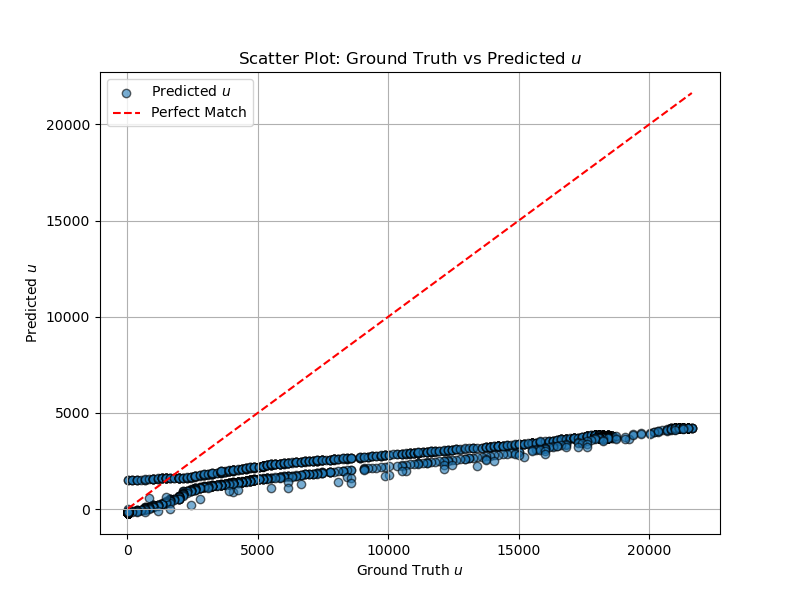 Scatter Plot: Ground Truth vs Predicted u
Predicted u
Perfect Match
20000
15000
10000
5000
0
Predicted u
0 5000 10000 15000 20000
Ground Truth u